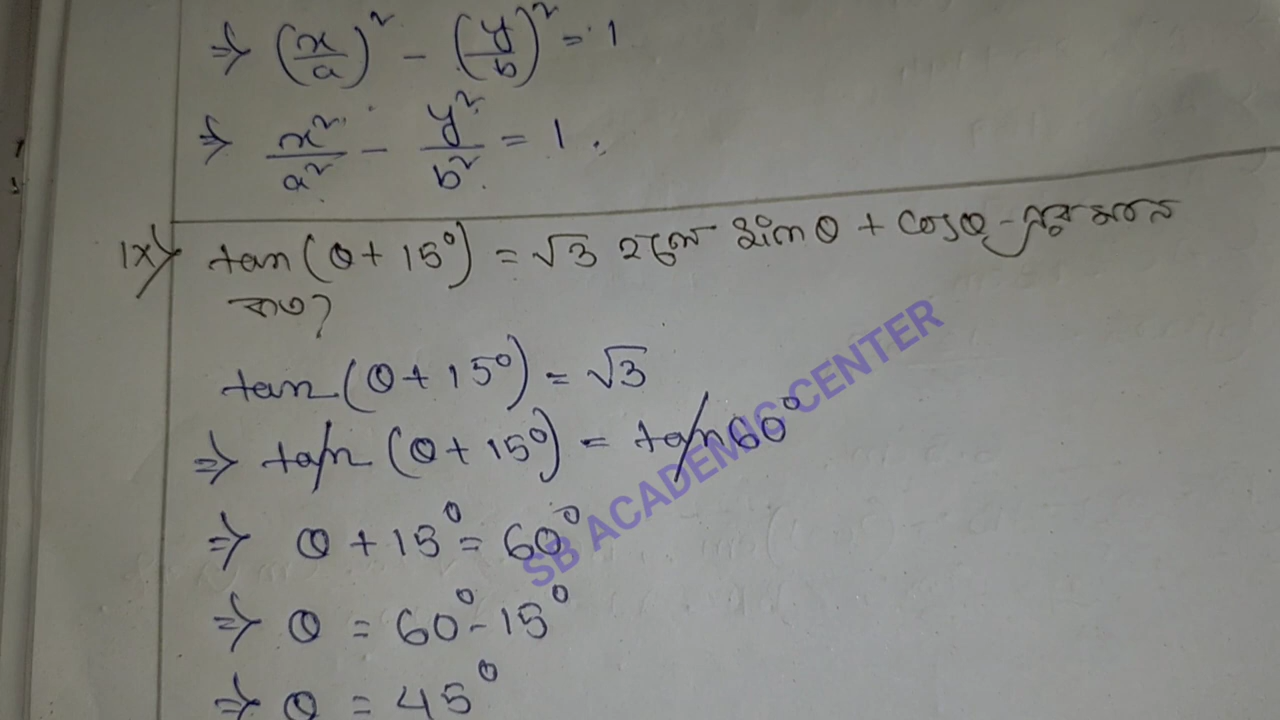 ⇒ (x/a)² - (y/b)² = 1
⇒ x²/a² - y²/b² = 1.
ix) tan(θ + 15°) = √3 হলে sinθ + cosθ-এর মান
কত?
tan(θ + 15°) = √3
⇒ tan(θ + 15°) = tan60°
⇒ θ + 15° = 60°
⇒ θ = 60° - 15°
⇒ θ = 45°
SB ACADEMIC CENTER